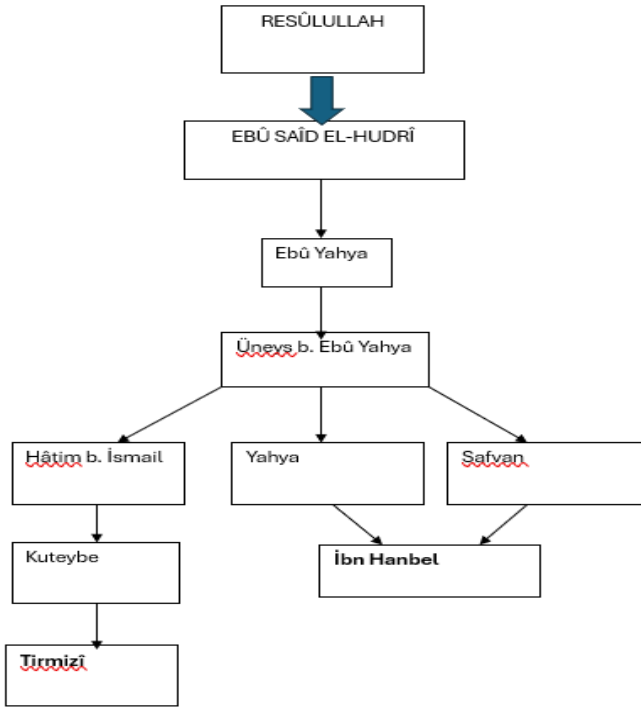 RESÛLULLAH
EBÛ SAÎD EL-HUDRÎ
Ebû Yahya
Üneys b. Ebû Yahya
Hâtim b. İsmail
Yahya
Safvan
Kuteybe
İbn Hanbel
Tirmizî